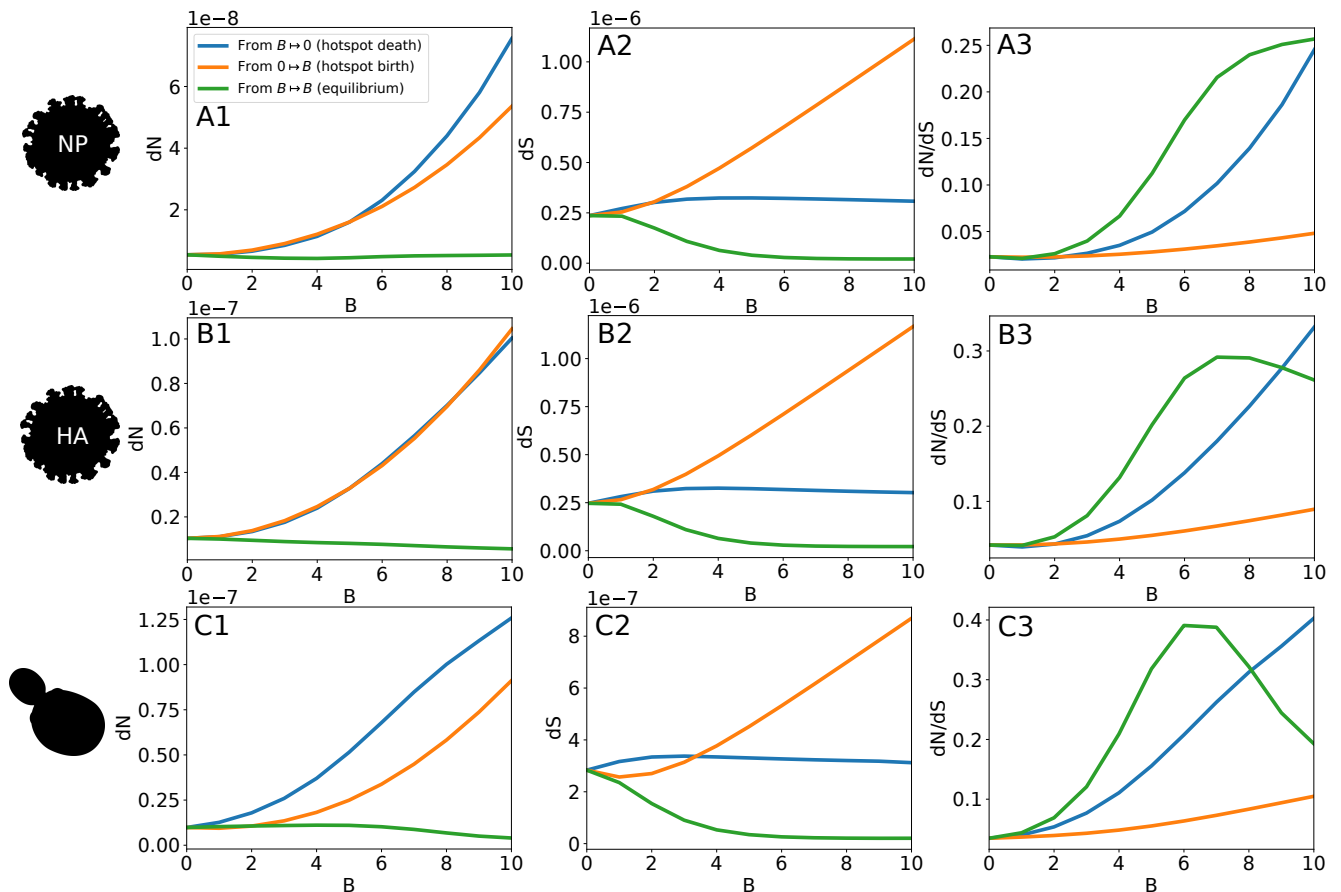 1e−8
dN
8
6
4
2
From B ↦ 0 (hotspot death)
From 0 ↦ B (hotspot birth)
From B ↦ B (equilibrium)
A1
0 2 4 6 8 10
B
1e−6
dS
1.00
0.75
0.50
0.25
0.00
A2
0 2 4 6 8 10
B
dN/dS
0.25
0.20
0.15
0.10
0.05
A3
0 2 4 6 8 10
B
NP
1e−7
dN
1.0
0.8
0.6
0.4
0.2
B1
0 2 4 6 8 10
B
1e−6
dS
1.00
0.75
0.50
0.25
0.00
B2
0 2 4 6 8 10
B
dN/dS
0.3
0.2
0.1
B3
0 2 4 6 8 10
B
HA
1e−7
dN
1.25
1.00
0.75
0.50
0.25
0.00
C1
0 2 4 6 8 10
B
1e−7
dS
8
6
4
2
0
C2
0 2 4 6 8 10
B
dN/dS
0.4
0.3
0.2
0.1
C3
0 2 4 6 8 10
B